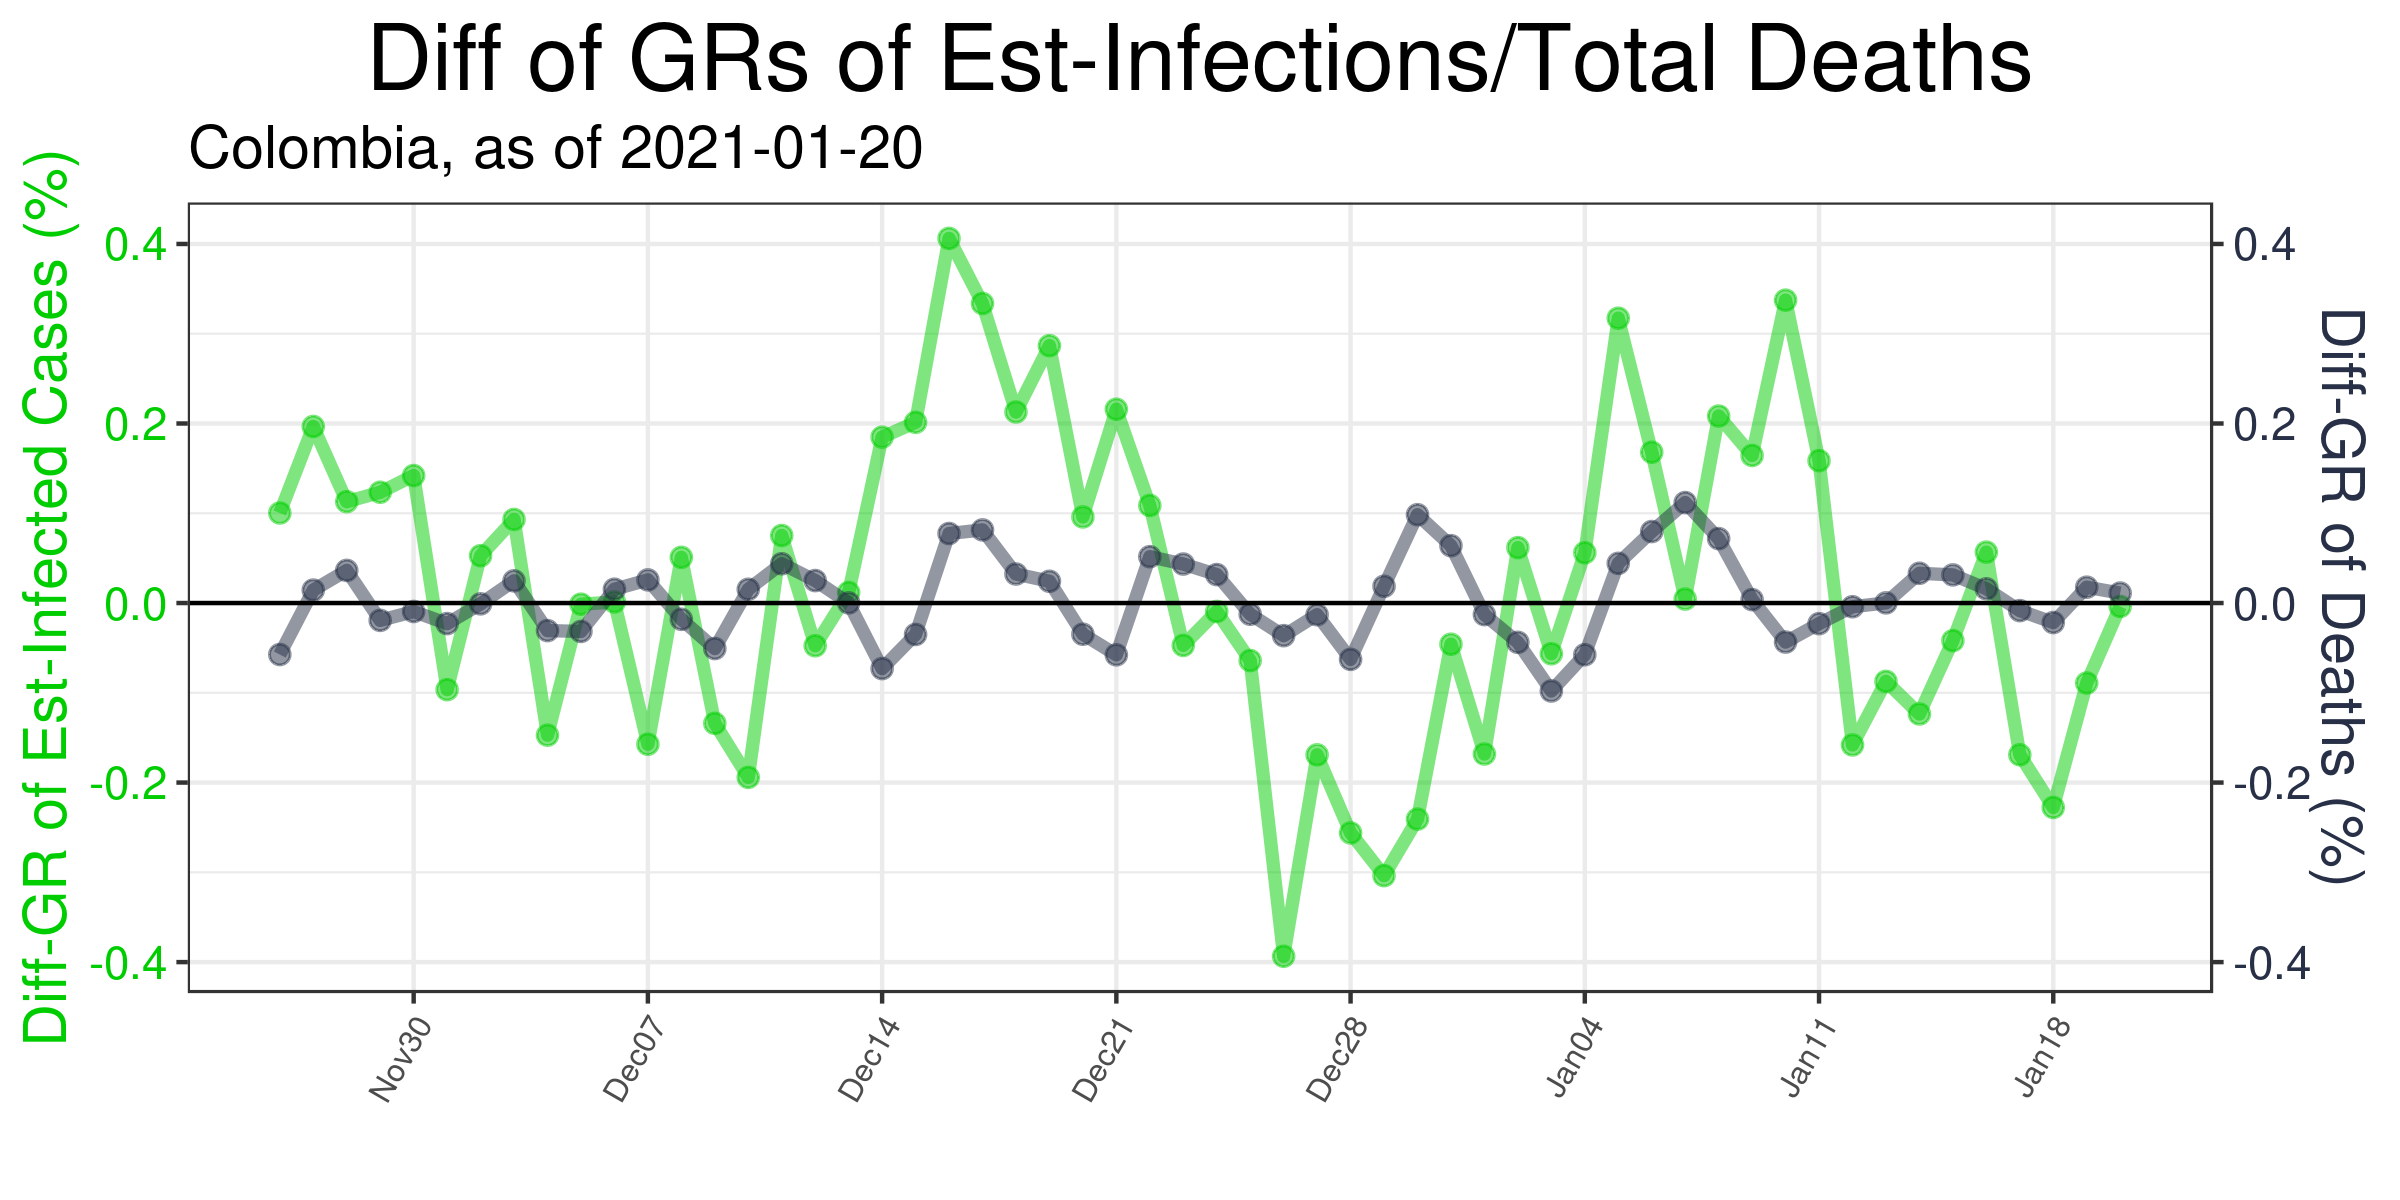 Diff of GRs of Est-Infections/Total Deaths
Colombia, as of 2021-01-20
Diff-GR of Est-Infected Cases (%)
0.4
0.2
0.0
-0.2
-0.4
0.4
0.2
0.0
-0.2
-0.4
Diff-GR of Deaths (%)
Nov30
Dec07
Dec14
Dec21
Dec28
Jan04
Jan11
Jan18